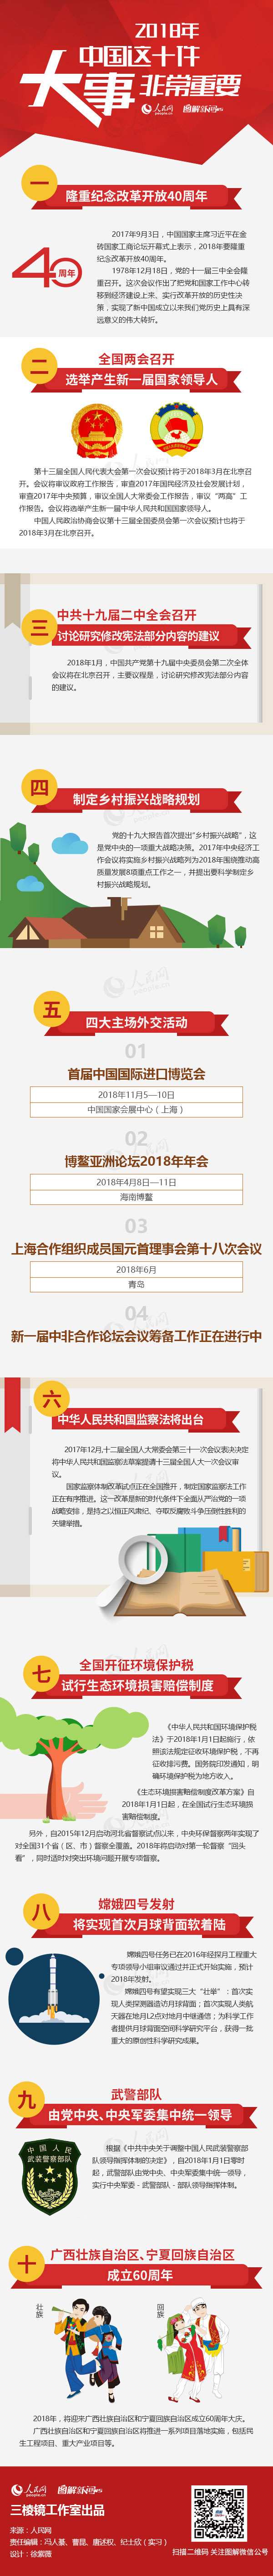 2018年
中国这十件
大事 非常重要
人民网
people.cn
图解新闻
一
隆重纪念改革开放40周年
40周年
2017年9月3日，中国国家主席习近平在金
砖国家工商论坛开幕式上表示，2018年要隆重
纪念改革开放40周年。
1978年12月18日，党的十一届三中全会隆
重召开。这次会议作出了把党和国家工作中心转
移到经济建设上来、实行改革开放的历史性决
策，实现了新中国成立以来我们党历史上具有深
远意义的伟大转折。
二
全国两会召开
选举产生新一届国家领导人
第十三届全国人民代表大会第一次会议预计将于2018年3月在北京召
开。会议将审议政府工作报告，审查2017年国民经济及社会发展计划，
审查2017年中央预算，审议全国人大常委会工作报告，审议“两高”工
作报告。会议将选举产生新一届中华人民共和国国家领导人。
中国人民政治协商会议第十三届全国委员会第一次会议预计也将于
2018年3月在北京召开。
三
中共十九届二中全会召开
讨论研究修改宪法部分内容的建议
2018年1月，中国共产党第十九届中央委员会第二次全体
会议将在北京召开，主要议程是，讨论研究修改宪法部分内容
的建议。
四
制定乡村振兴战略规划
党的十九大报告首次提出“乡村振兴战略”，这
是党中央的一项重大战略决策。2017年中央经济工
作会议将实施乡村振兴战略列为2018年围绕推动高
质量发展8项重点工作之一，并提出要科学制定乡
村振兴战略规划。
人民网
五
四大主场外交活动
01
首届中国国际进口博览会
2018年11月5—10日
中国国家会展中心（上海）
02
博鳌亚洲论坛2018年年会
2018年4月8日—11日
海南博鳌
03
上海合作组织成员国元首理事会第十八次会议
2018年6月
青岛
04
新一届中非合作论坛会议筹备工作正在进行中
六
中华人民共和国监察法将出台
2017年12月,十二届全国人大常委会第三十一次会议表决决定
将中华人民共和国监察法草案提请十三届全国人大一次会议审
议。
国家监察体制改革试点正在全国推开，制定国家监察法工作
正在有序推进。这一改革是新的时代条件下全面从严治党的一项
战略安排，是持之以恒正风肃纪、夺取反腐败斗争压倒性胜利的
关键举措。
七
全国开征环境保护税
试行生态环境损害赔偿制度
《中华人民共和国环境保护税
法》于2018年1月1日起施行，依
照该法规定征收环境保护税，不再
征收排污费。国务院印发通知，明
确环境保护税为地方收入。
《生态环境损害赔偿制度改革方案》自
2018年1月1日起，在全国试行生态环境损
害赔偿制度。
另外，自2015年12月启动河北省督察试点以来，中央环保督察两年实现了
对全国31个省（区、市）督察全覆盖。2018年将启动对第一轮督察“回头
看”，同时适时对突出环境问题开展专项督察。
八
嫦娥四号发射
将实现首次月球背面软着陆
嫦娥四号任务已在2016年经探月工程重大
专项领导小组审议通过并正式开始实施，预计
2018年发射。
嫦娥四号有望实现三大“壮举”：首次实
现人类探测器造访月球背面；首次实现人类航
天器在地月L2点对地月中继通信；为科学工作
者提供月球背面空间科学研究平台，获得一批
重大的原创性科学研究成果。
九
武警部队
由党中央、中央军委集中统一领导
中国人民
武装警察部队
根据《中共中央关于调整中国人民武装警察部
队领导指挥体制的决定》，自2018年1月1日零时
起，武警部队由党中央、中央军委集中统一领导，
实行中央军委－武警部队－部队领导指挥体制。
十
广西壮族自治区、宁夏回族自治区
成立60周年
壮族
回族
2018年，将迎来广西壮族自治区和宁夏回族自治区成立60周年大庆。
广西壮族自治区和宁夏回族自治区将推进一系列项目落地实施，包括民
生工程项目、重大产业项目等。
人民网
people.cn
图解新闻
三棱镜工作室出品
来源：人民网
责任编辑：冯人綦、曹昆、唐述权、纪士欣（实习）
设计：徐紫薇
扫描二维码 关注图解微信公号